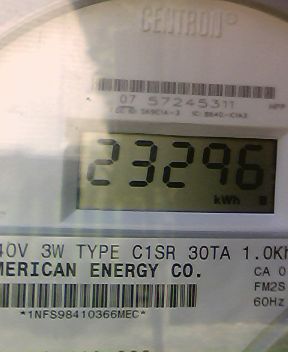 CENTRON®
07 57245311
23296
kWh
40V 3W TYPE C1SR 30TA 1.0Kh
MERICAN ENERGY CO.
CA 0
FM2S
60Hz
*1NFS98410366MEC*